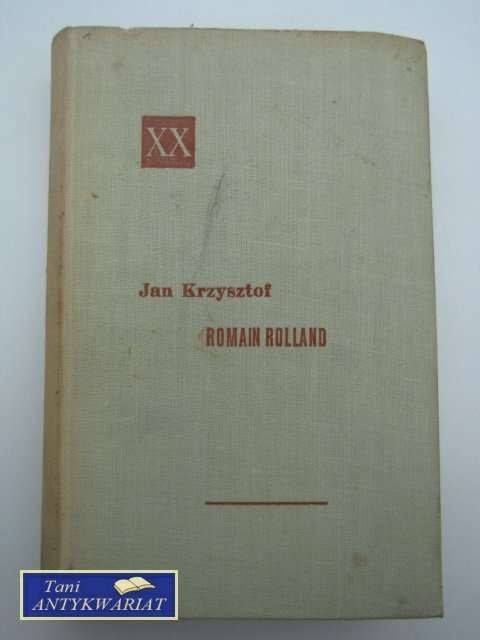 XX
Jan Krzysztof
ROMAIN ROLLAND
Tani
ANTYKWARIAT